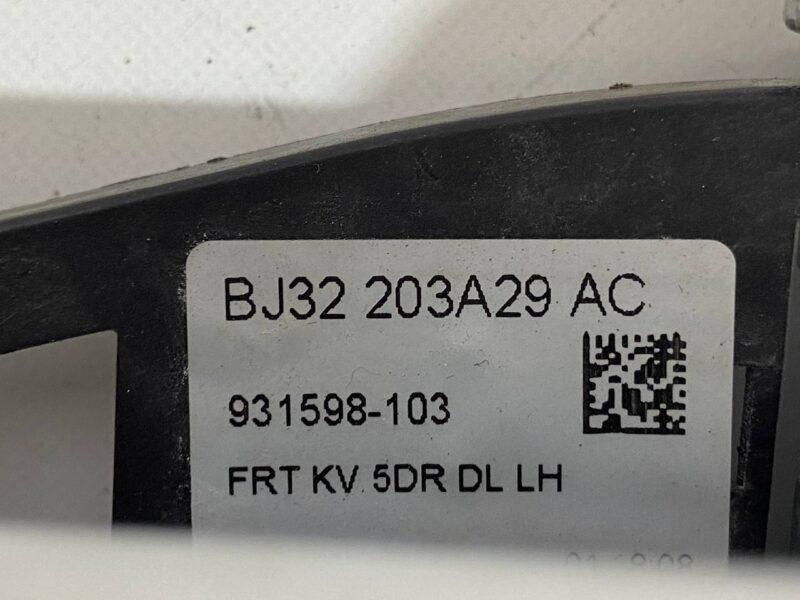 BJ32 203A29 AC
931598-103
FRT KV 5DR DL LH